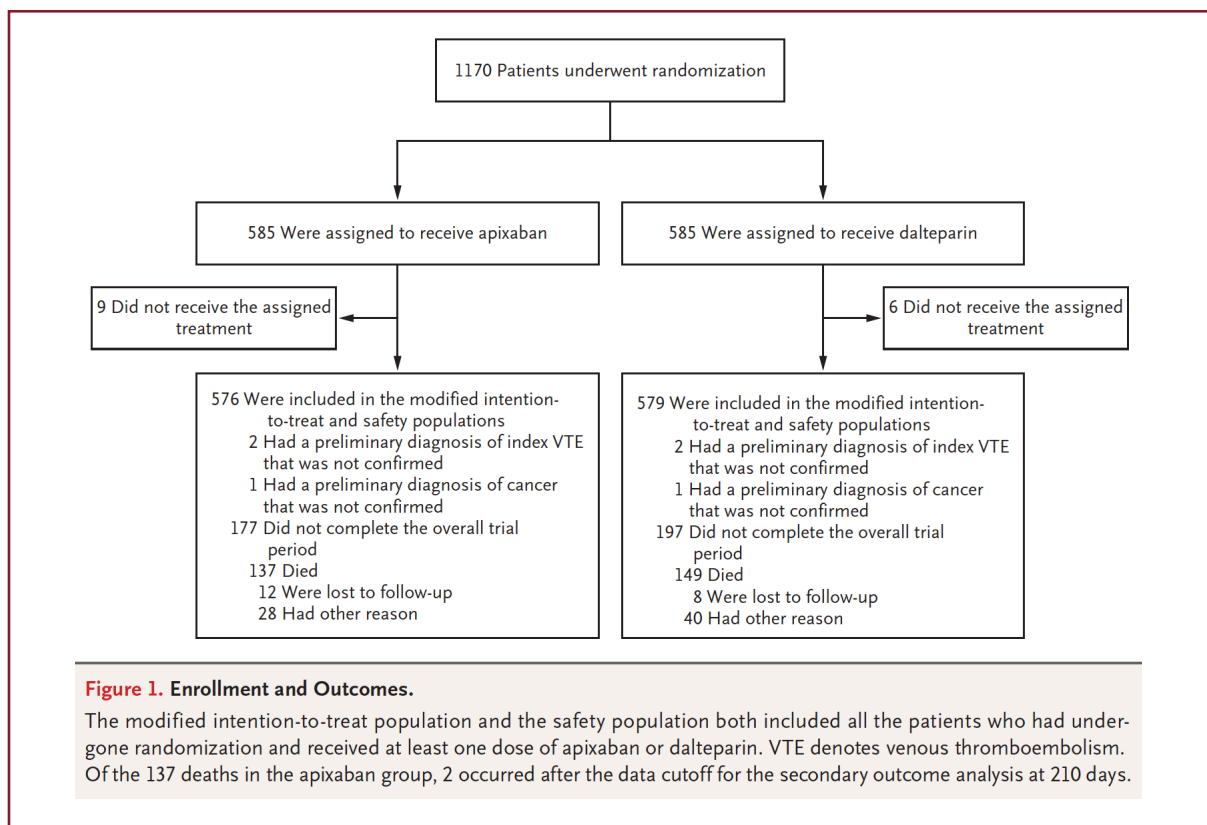 1170 Patients underwent randomization
585 Were assigned to receive apixaban
585 Were assigned to receive dalteparin
9 Did not receive the assigned
treatment
6 Did not receive the assigned
treatment
576 Were included in the modified intention-
to-treat and safety populations
2 Had a preliminary diagnosis of index VTE
that was not confirmed
1 Had a preliminary diagnosis of cancer
that was not confirmed
177 Did not complete the overall trial
period
137 Died
12 Were lost to follow-up
28 Had other reason
579 Were included in the modified intention-
to-treat and safety populations
2 Had a preliminary diagnosis of index VTE
that was not confirmed
1 Had a preliminary diagnosis of cancer
that was not confirmed
197 Did not complete the overall trial
period
149 Died
8 Were lost to follow-up
40 Had other reason
Figure 1. Enrollment and Outcomes.
The modified intention-to-treat population and the safety population both included all the patients who had under-
gone randomization and received at least one dose of apixaban or dalteparin. VTE denotes venous thromboembolism.
Of the 137 deaths in the apixaban group, 2 occurred after the data cutoff for the secondary outcome analysis at 210 days.